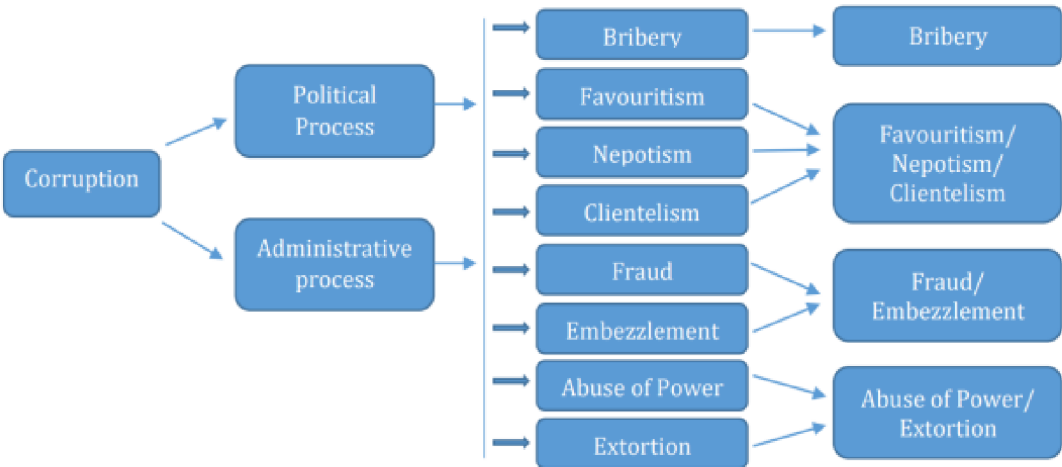 Corruption
Political
Process
Administrative
process
Bribery
Favouritism
Nepotism
Clientelism
Fraud
Embezzlement
Abuse of Power
Extortion
Bribery
Favouritism/
Nepotism/
Clientelism
Fraud/
Embezzlement
Abuse of Power/
Extortion